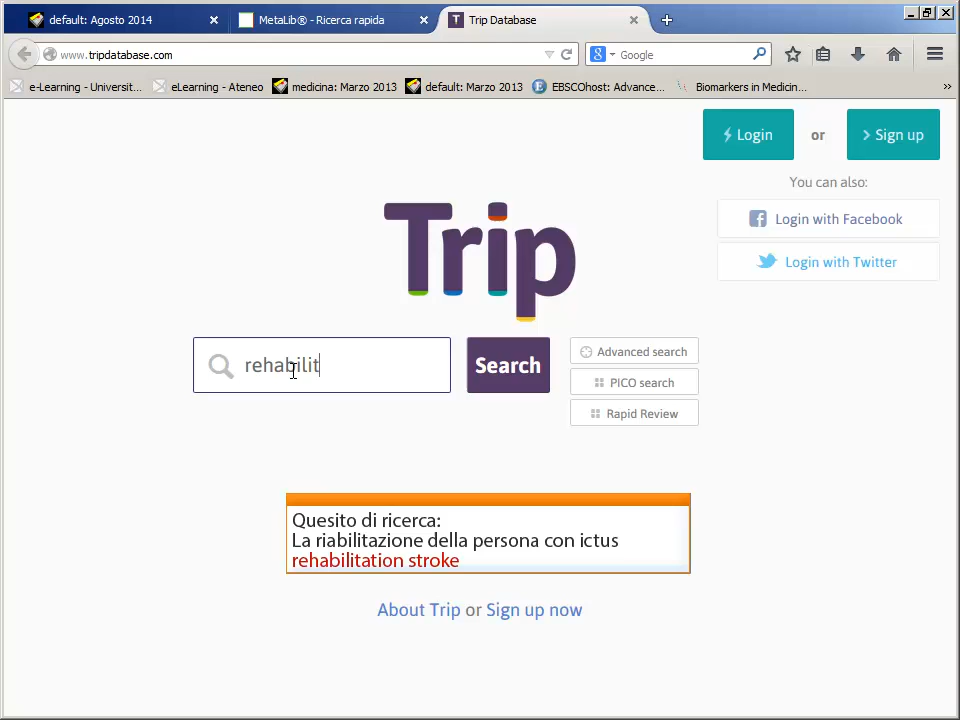 default: Agosto 2014
MetaLib® - Ricerca rapida
Trip Database
www.tripdatabase.com
Google
e-Learning - Universit...
eLearning - Ateneo
medicina: Marzo 2013
default: Marzo 2013
EBSCOhost: Advance...
Biomarkers in Medicin...
Login
or
Sign up
You can also:
Login with Facebook
Login with Twitter
Trip
rehabilit
Search
Advanced search
PICO search
Rapid Review
Quesito di ricerca:
La riabilitazione della persona con ictus
rehabilitation stroke
About Trip or Sign up now